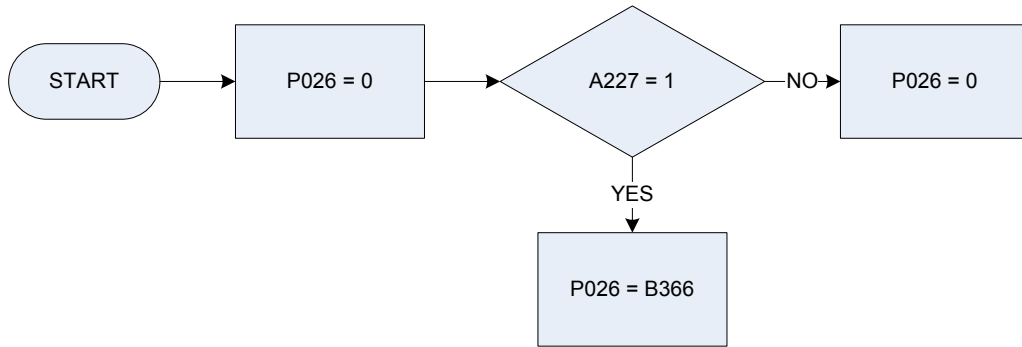 START
P026 = 0
A227 = 1
NO
P026 = 0
YES
P026 = B366